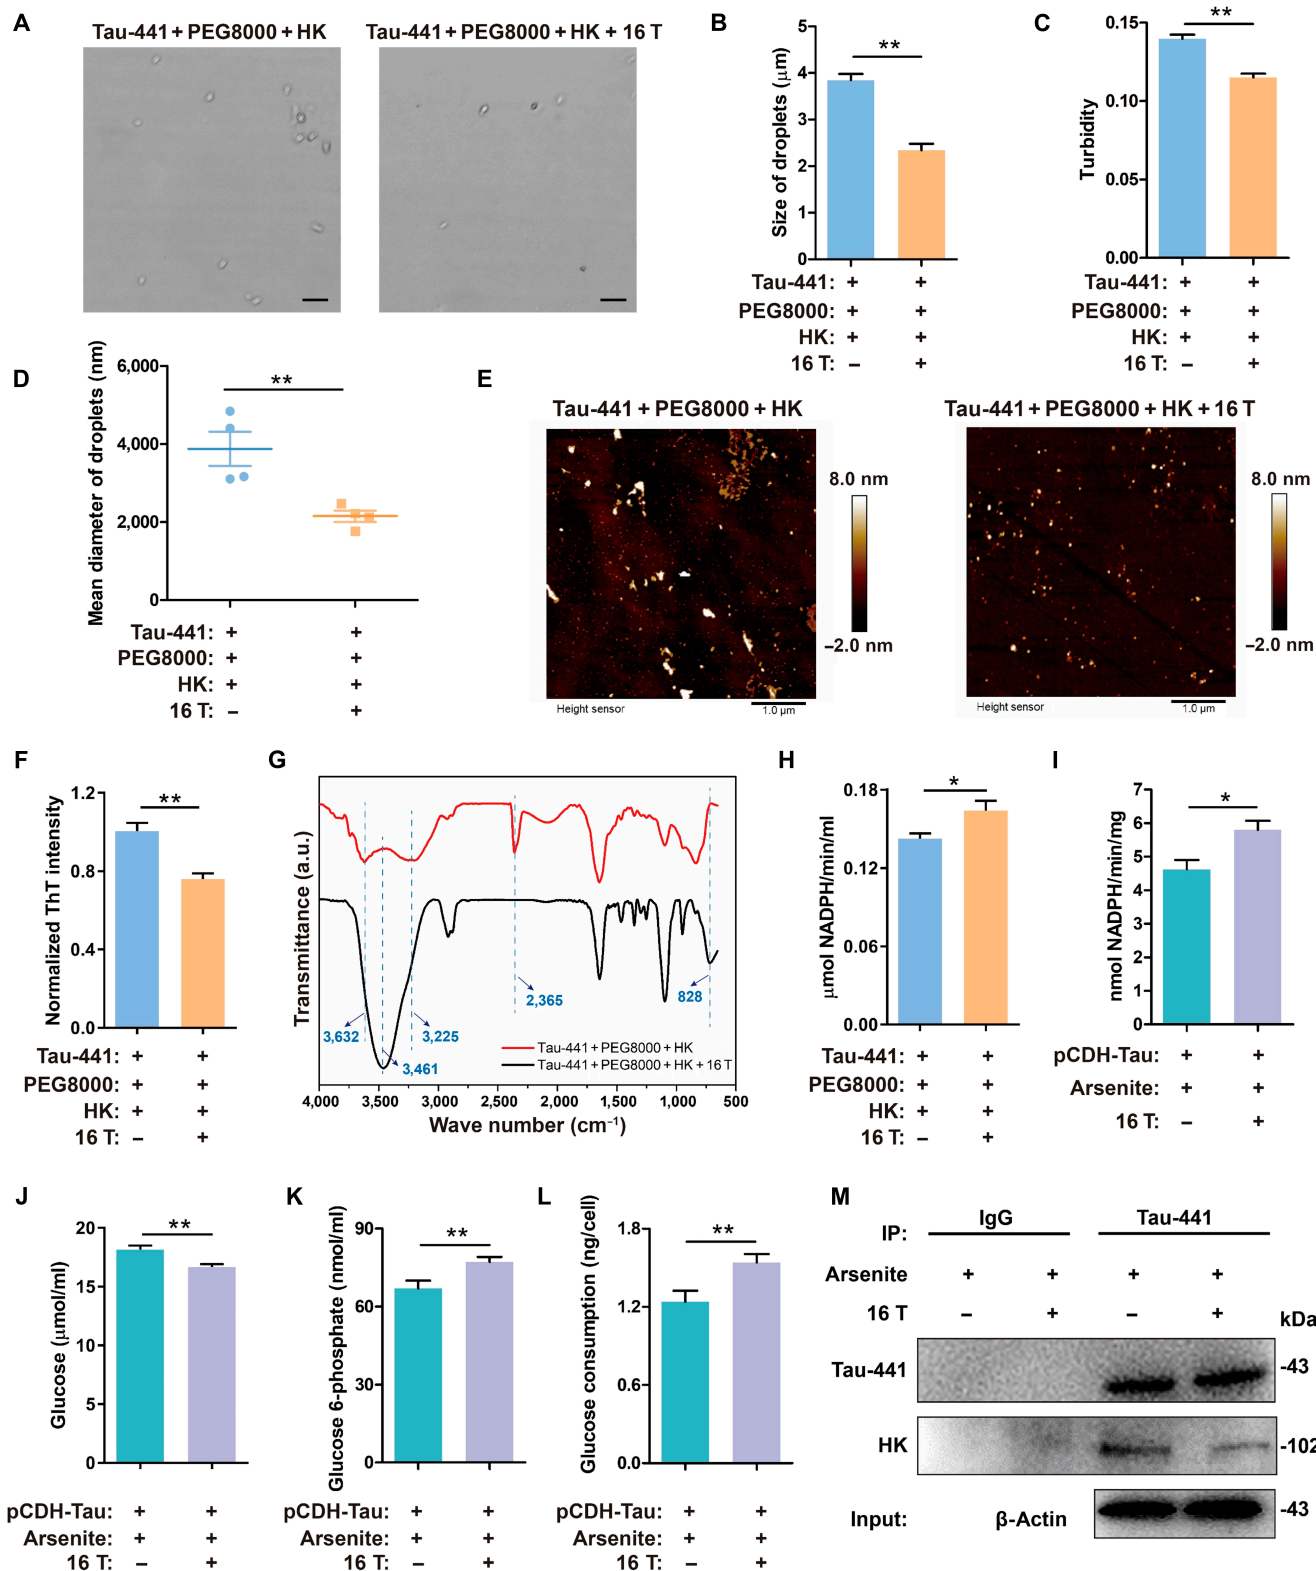 A
Tau-441 + PEG8000 + HK
Tau-441 + PEG8000 + HK + 16 T
B
Size of droplets (μm)
5
4
3
2
1
0
**
Tau-441: + +
PEG8000: + +
HK: + +
16 T: – +
C
Turbidity
0.15
0.10
0.05
0.00
**
Tau-441: + +
PEG8000: + +
HK: + +
16 T: – +
D
Mean diameter of droplets (nm)
6,000
4,000
2,000
0
**
Tau-441: + +
PEG8000: + +
HK: + +
16 T: – +
E
Tau-441 + PEG8000 + HK
8.0 nm
–2.0 nm
Height sensor
1.0 μm
Tau-441 + PEG8000 + HK + 16 T
8.0 nm
–2.0 nm
Height sensor
1.0 μm
F
Normalized ThT intensity
1.2
0.8
0.4
0.0
**
Tau-441: + +
PEG8000: + +
HK: + +
16 T: – +
G
Transmittance (a.u.)
3,632
3,461
3,225
2,365
828
Tau-441 + PEG8000 + HK
Tau-441 + PEG8000 + HK + 16 T
4,000 3,500 3,000 2,500 2,000 1,500 1,000 500
Wave number (cm⁻¹)
H
μmol NADPH/min/ml
0.18
0.12
0.06
0.00
*
Tau-441: + +
PEG8000: + +
HK: + +
16 T: – +
I
nmol NADPH/min/mg
7
6
5
4
3
2
1
0
*
pCDH-Tau: + +
Arsenite: + +
16 T: – +
J
Glucose (μmol/ml)
20
15
10
5
0
**
pCDH-Tau: + +
Arsenite: + +
16 T: – +
K
Glucose 6-phosphate (nmol/ml)
90
60
30
0
**
pCDH-Tau: + +
Arsenite: + +
16 T: – +
L
Glucose consumption (ng/cell)
1.8
1.2
0.6
0.0
**
pCDH-Tau: + +
Arsenite: + +
16 T: – +
M
IP: IgG Tau-441
Arsenite + + + +
16 T – + – +
kDa
Tau-441 -43
HK -102
Input: β-Actin -43